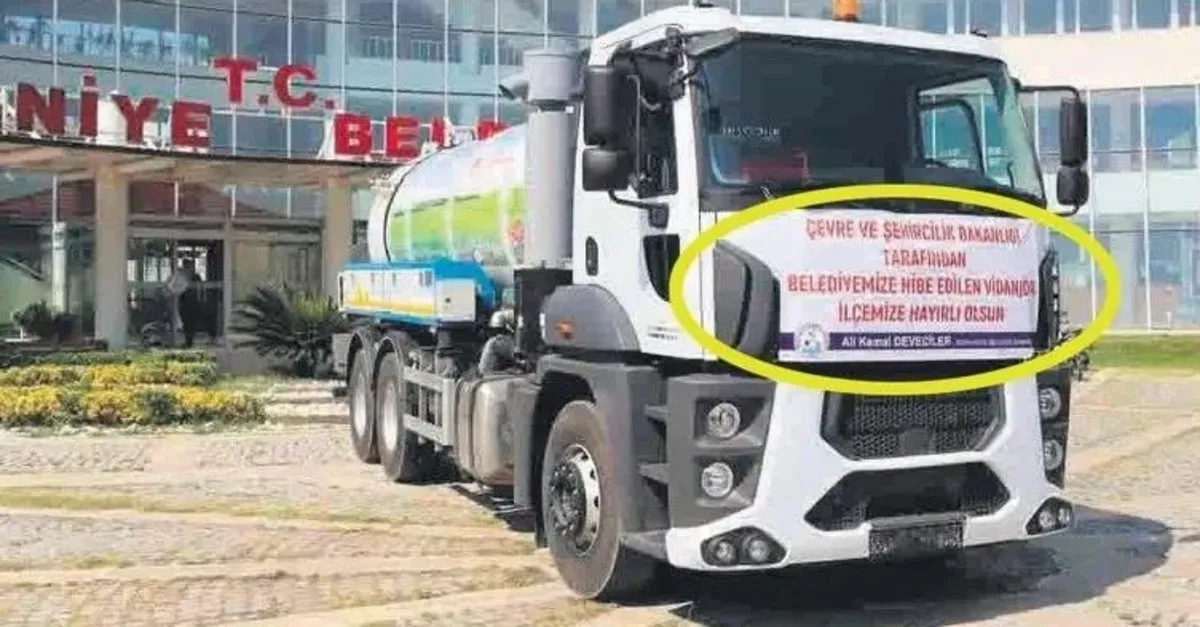 T.C.
NİYE BELE
ÇEVRE VE ŞEHİRCİLİK BAKANLIĞI
TARAFINDAN
BELEDİYEMİZE HİBE EDİLEN VİDANJÖR
İLÇEMİZE HAYIRLI OLSUN
Ali Kemal DEVECİLER